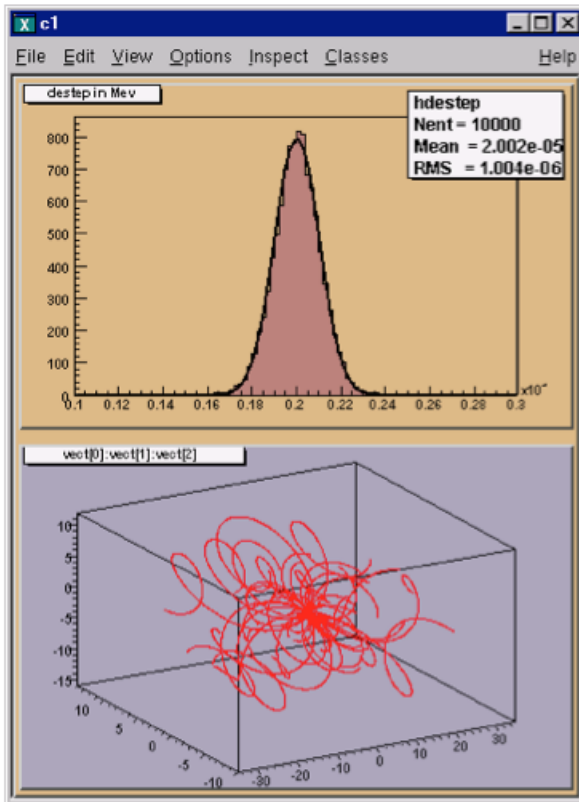 c1
File Edit View Options Inspect Classes Help
destep in Mev
hdestep
Nent = 10000
Mean = 2.002e-05
RMS = 1.004e-06
800
700
600
500
400
300
200
100
0
0.1 0.12 0.14 0.16 0.18 0.2 0.22 0.24 0.26 0.28 0.3
vect[0]:vect[1]:vect[2]
10
5
0
-5
-10
-15
10
5
0
-5
-10
-30 -20 -10 0 10 20 30